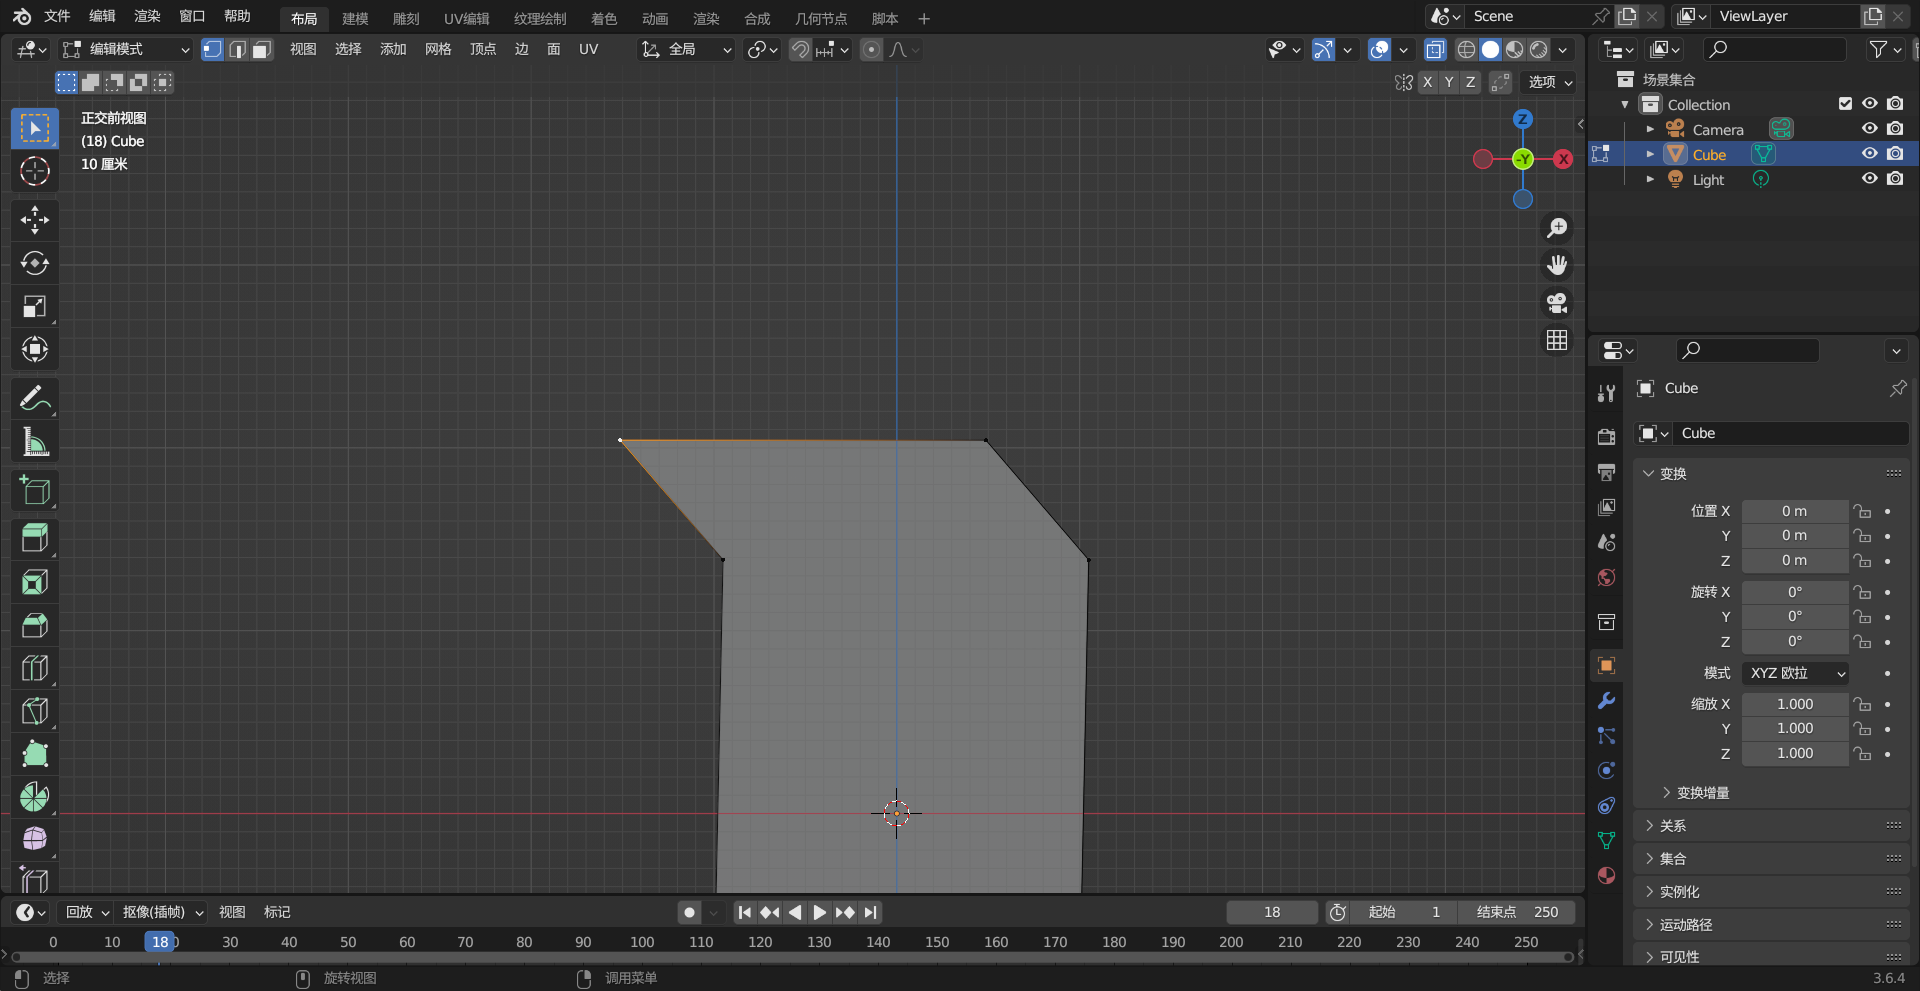 文件 编辑 渲染 窗口 帮助 布局 建模 雕刻 UV编辑 纹理绘制 着色 动画 渲染 合成 几何节点 脚本 + Scene ViewLayer
编辑模式 视图 选择 添加 网格 顶点 边 面 UV 全局
X Y Z 选项
正交前视图
(18) Cube
10 厘米
Z
-Y X
场景集合
Collection
Camera
Cube
Light
Cube
Cube
变换
位置 X 0 m
Y 0 m
Z 0 m
旋转 X 0°
Y 0°
Z 0°
模式 XYZ 欧拉
缩放 X 1.000
Y 1.000
Z 1.000
变换增量
关系
集合
实例化
运动路径
可见性
回放 抠像(插帧) 视图 标记 18 起始 1 结束点 250
0 10 18 30 40 50 60 70 80 90 100 110 120 130 140 150 160 170 180 190 200 210 220 230 240 250
选择 旋转视图 调用菜单 3.6.4